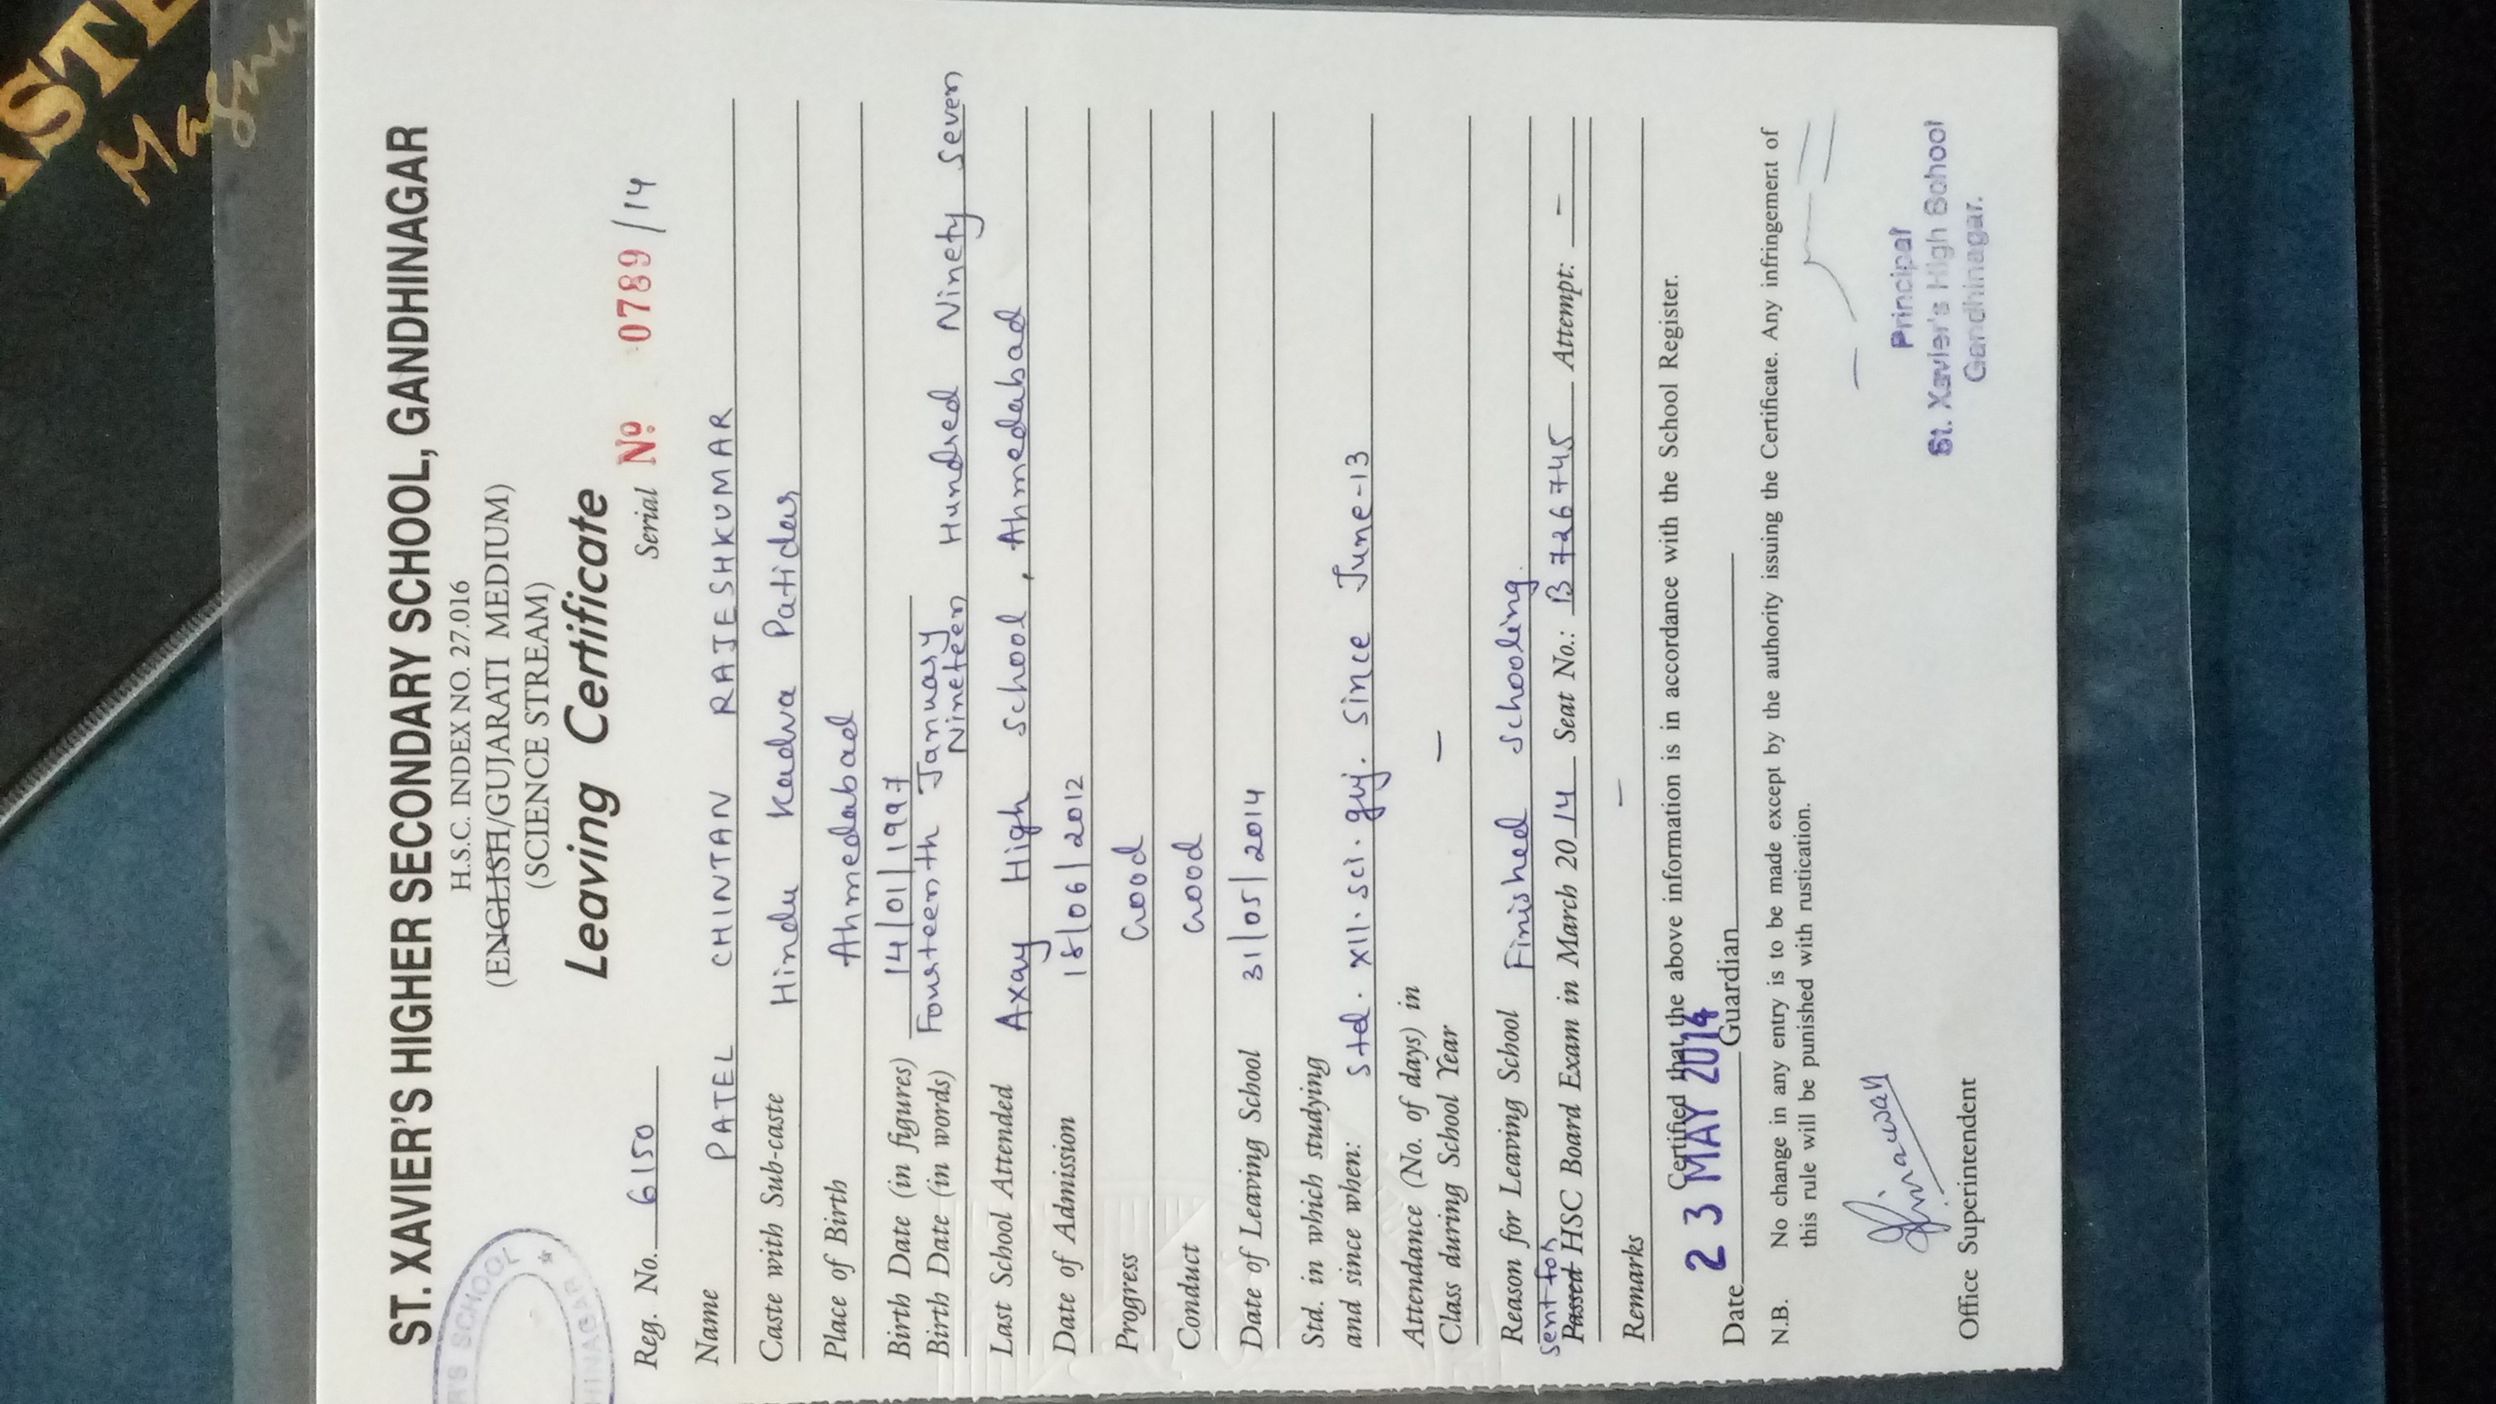 ST. XAVIER'S HIGHER SECONDARY SCHOOL, GANDHINAGAR
H.S.C. INDEX NO. 27.016
(ENGLISH/GUJARATI MEDIUM)
(SCIENCE STREAM)
Leaving Certificate
Reg. No. 6150 Serial No 0789/14
Name PATEL CHINTAN RAJESHKUMAR
Caste with Sub-caste Hindu Kadva Patidar
Place of Birth Ahmedabad
Birth Date (in figures) 14/01/1997
Birth Date (in words) Fourteenth January Nineteen Hundred Ninety Seven
Last School Attended Axay High School, Ahmedabad
Date of Admission 18/06/2012
Progress Good
Conduct Good
Date of Leaving School 31/05/2014
Std. in which studying
and since when: Std. XII. Sci. guj. Since June-13
Attendance (No. of days) in
Class during School Year –
Reason for Leaving School Finished Schooling.
Sent for
Passed HSC Board Exam in March 2014 Seat No.: B 726745 Attempt: –
Remarks –
Certified that the above information is in accordance with the School Register.
Date 23 MAY 2014 Guardian
N.B. No change in any entry is to be made except by the authority issuing the Certificate. Any infringement of
this rule will be punished with rustication.
Office Superintendent
Principal
St. Xavier's High School
Gandhinagar.